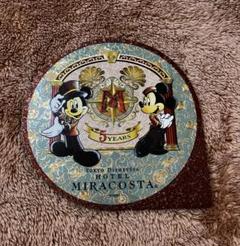 M
5 YEARS
TOKYO DISNEYSEA
HOTEL
MIRACOSTA